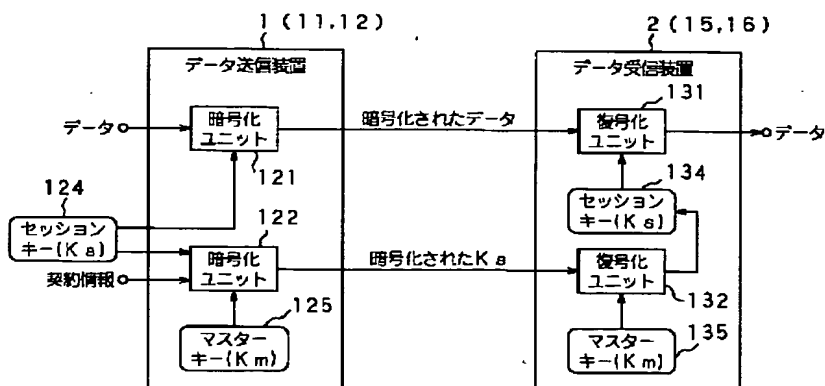 1 (11,12)
2 (15,16)
データ送信装置
データ受信装置
131
データ
暗号化
ユニット
暗号化されたデータ
復号化
ユニット
データ
121
124
134
セッション
キー(Ks)
122
セッション
キー(Ks)
契約情報
暗号化
ユニット
暗号化されたKs
復号化
ユニット
132
125
135
マスター
キー(Km)
マスター
キー(Km)